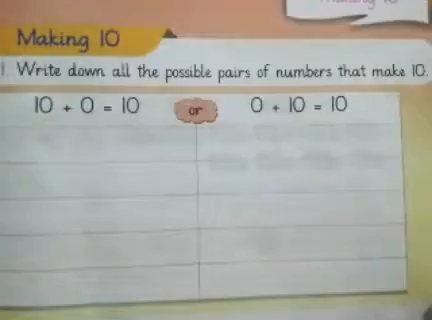 Making 10
1. Write down all the possible pairs of numbers that make 10.
10 + 0 = 10 or 0 + 10 = 10